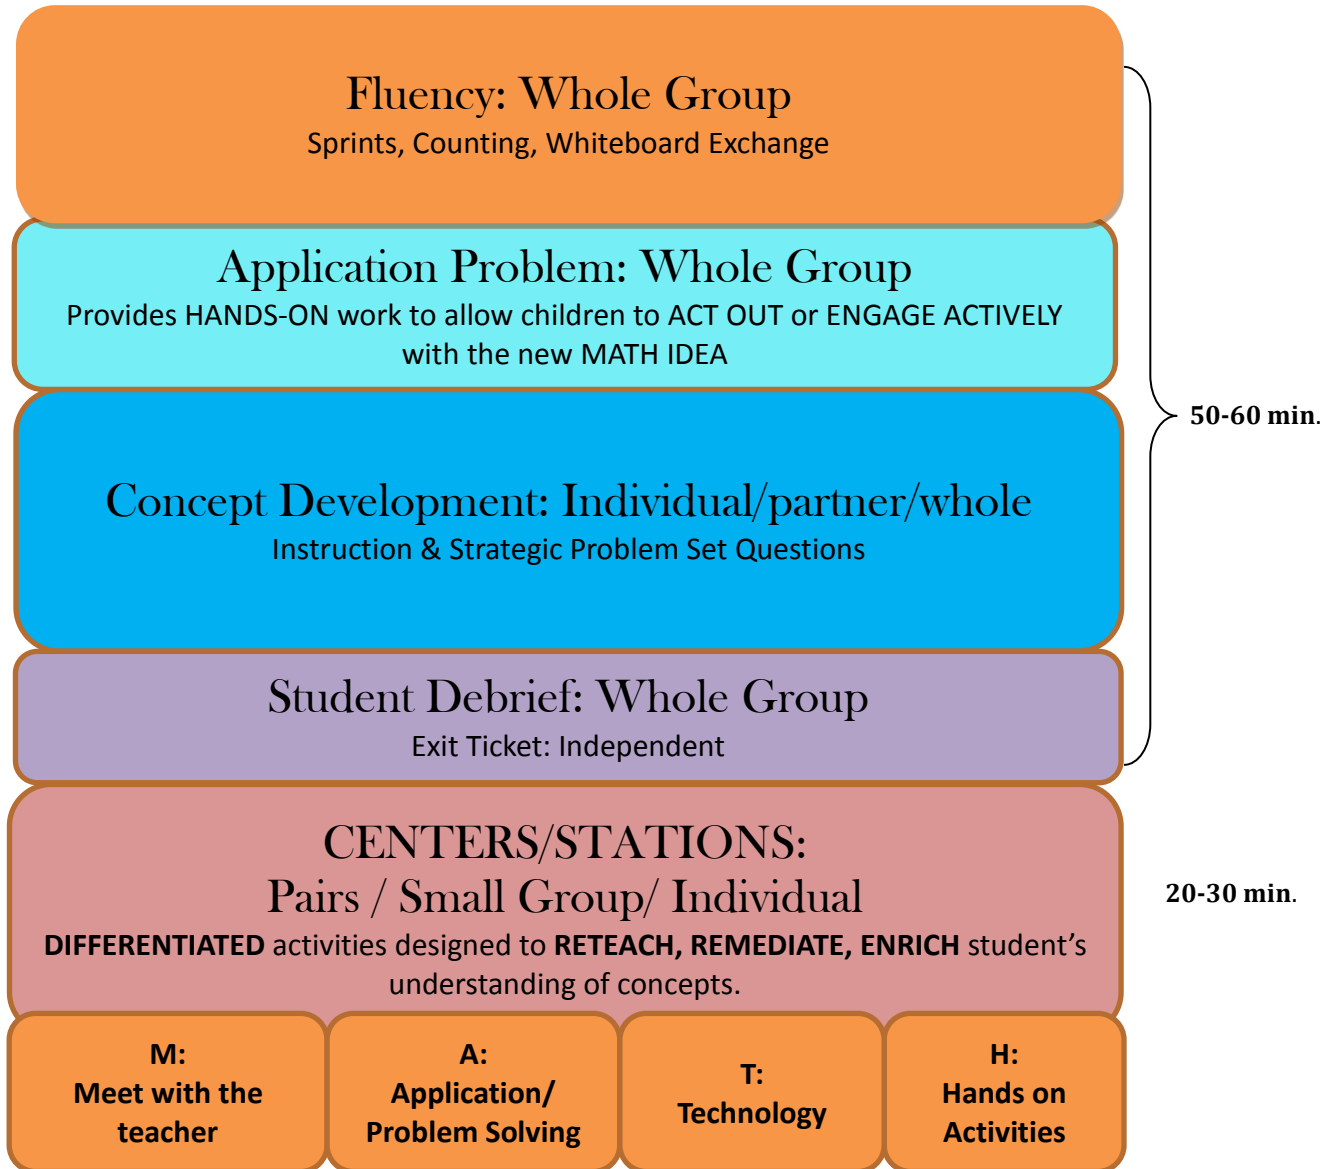 Fluency: Whole Group
Sprints, Counting, Whiteboard Exchange
Application Problem: Whole Group
Provides HANDS-ON work to allow children to ACT OUT or ENGAGE ACTIVELY
with the new MATH IDEA
50-60 min.
Concept Development: Individual/partner/whole
Instruction & Strategic Problem Set Questions
Student Debrief: Whole Group
Exit Ticket: Independent
CENTERS/STATIONS:
Pairs / Small Group/ Individual
20-30 min.
DIFFERENTIATED activities designed to RETEACH, REMEDIATE, ENRICH student’s
understanding of concepts.
M:
Meet with the
teacher
A:
Application/
Problem Solving
T:
Technology
H:
Hands on
Activities